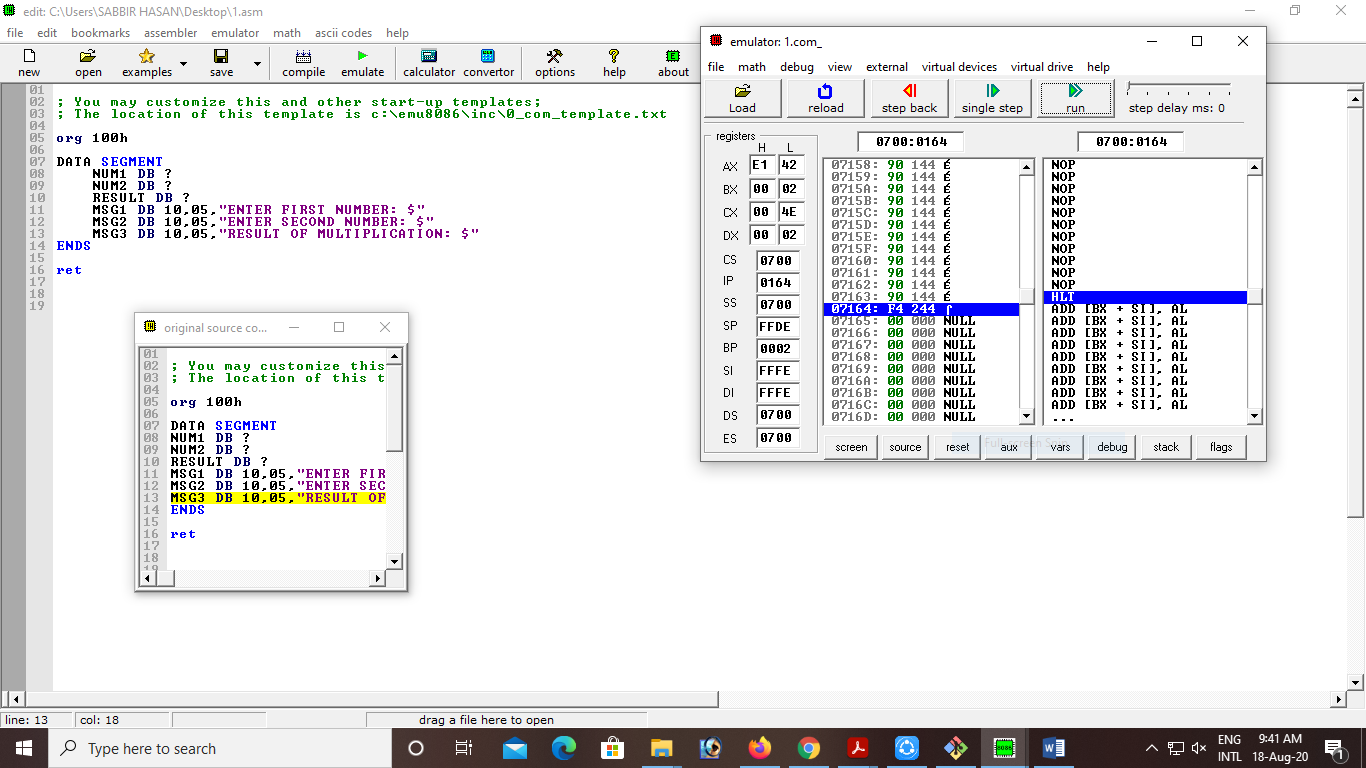 edit: C:\Users\SABBIR HASAN\Desktop\1.asm
file edit bookmarks assembler emulator math ascii codes help
new open examples save compile emulate calculator convertor options help about
01
02 ; You may customize this and other start-up templates;
03 ; The location of this template is c:\emu8086\inc\0_com_template.txt
04
05 org 100h
06
07 DATA SEGMENT
08 NUM1 DB ?
09 NUM2 DB ?
10 RESULT DB ?
11 MSG1 DB 10,05,"ENTER FIRST NUMBER: $"
12 MSG2 DB 10,05,"ENTER SECOND NUMBER: $"
13 MSG3 DB 10,05,"RESULT OF MULTIPLICATION: $"
14 ENDS
15
16 ret
17
18
19
original source co...
01
02 ; You may customize this
03 ; The location of this t
04
05 org 100h
06
07 DATA SEGMENT
08 NUM1 DB ?
09 NUM2 DB ?
10 RESULT DB ?
11 MSG1 DB 10,05,"ENTER FIR
12 MSG2 DB 10,05,"ENTER SEC
13 MSG3 DB 10,05,"RESULT OF
14 ENDS
15
16 ret
17
18
19
emulator: 1.com_
file math debug view external virtual devices virtual drive help
Load reload step back single step run step delay ms: 0
registers
H L
AX E1 42
BX 00 02
CX 00 4E
DX 00 02
CS 0700
IP 0164
SS 0700
SP FFDE
BP 0002
SI FFFE
DI FFFE
DS 0700
ES 0700
0700:0164
07158: 90 144 É
07159: 90 144 É
0715A: 90 144 É
0715B: 90 144 É
0715C: 90 144 É
0715D: 90 144 É
0715E: 90 144 É
0715F: 90 144 É
07160: 90 144 É
07161: 90 144 É
07162: 90 144 É
07163: 90 144 É
07164: F4 244 ⌠
07165: 00 000 NULL
07166: 00 000 NULL
07167: 00 000 NULL
07168: 00 000 NULL
07169: 00 000 NULL
0716A: 00 000 NULL
0716B: 00 000 NULL
0716C: 00 000 NULL
0716D: 00 000 NULL
0700:0164
NOP
NOP
NOP
NOP
NOP
NOP
NOP
NOP
NOP
NOP
NOP
HLT
ADD [BX + SI], AL
ADD [BX + SI], AL
ADD [BX + SI], AL
ADD [BX + SI], AL
ADD [BX + SI], AL
ADD [BX + SI], AL
ADD [BX + SI], AL
ADD [BX + SI], AL
ADD [BX + SI], AL
...
screen source reset aux vars debug stack flags
line: 13 col: 18 drag a file here to open
Type here to search
ENG 9:41 AM
INTL 18-Aug-20
1